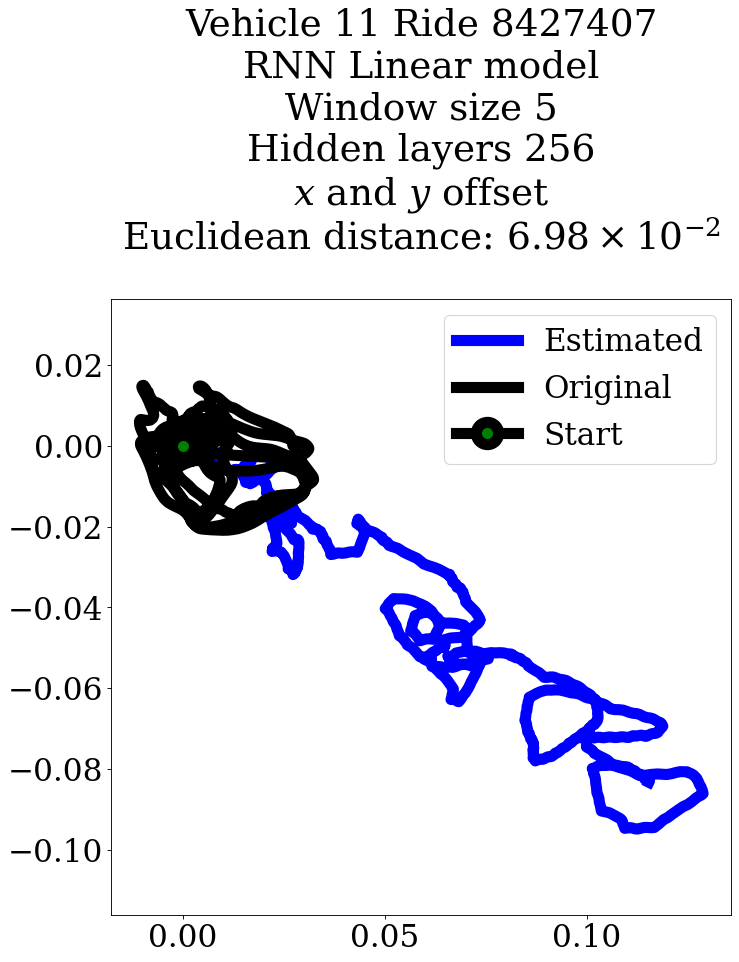 Vehicle 11 Ride 8427407
RNN Linear model
Window size 5
Hidden layers 256
x and y offset
Euclidean distance: 6.98 × 10⁻²
Estimated
Original
Start
0.02
0.00
−0.02
−0.04
−0.06
−0.08
−0.10
0.00 0.05 0.10